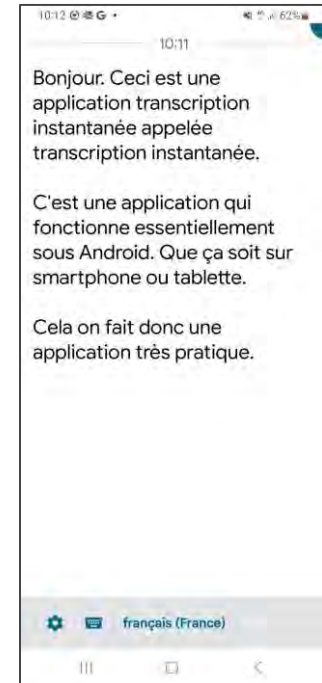 10:12 G • 62%
10:11
Bonjour. Ceci est une
application transcription
instantanée appelée
transcription instantanée.
C'est une application qui
fonctionne essentiellement
sous Android. Que ça soit sur
smartphone ou tablette.
Cela on fait donc une
application très pratique.
français (France)